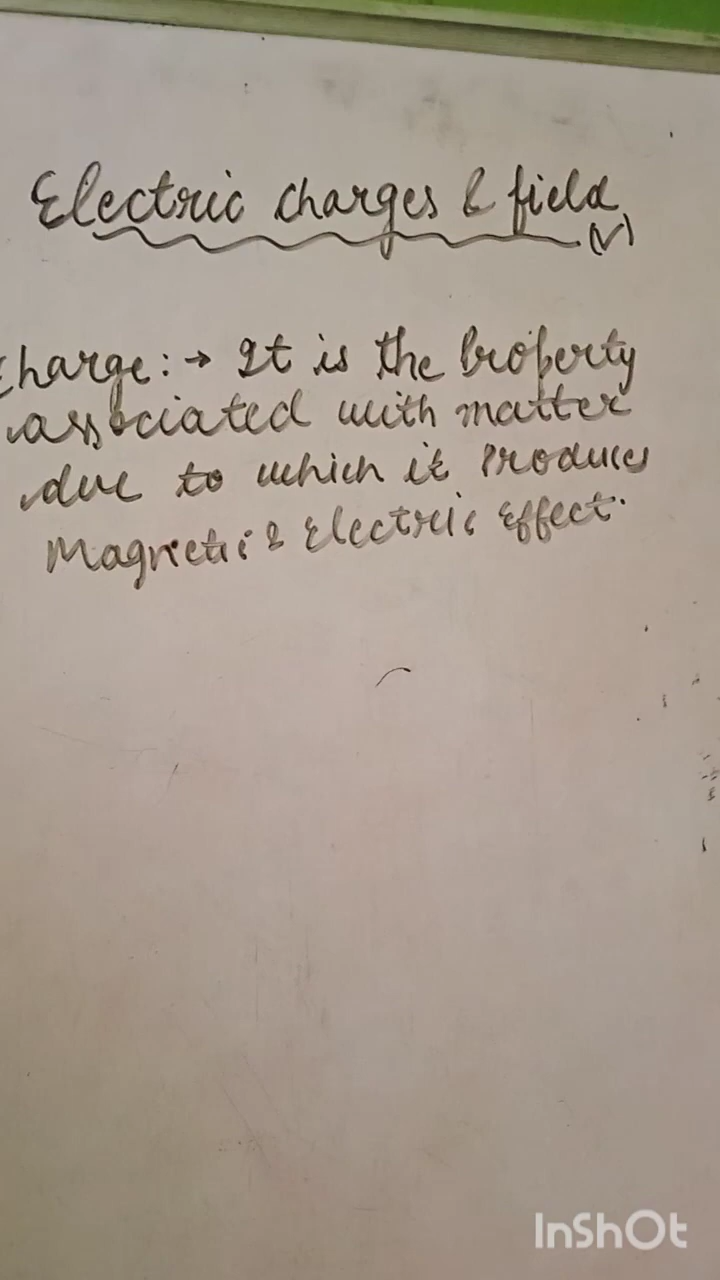 Electric charges & field
(V)
Charge :→ It is the Property
associated with matter
due to which it Produces
Magnetic & Electric Effect.
InShOt